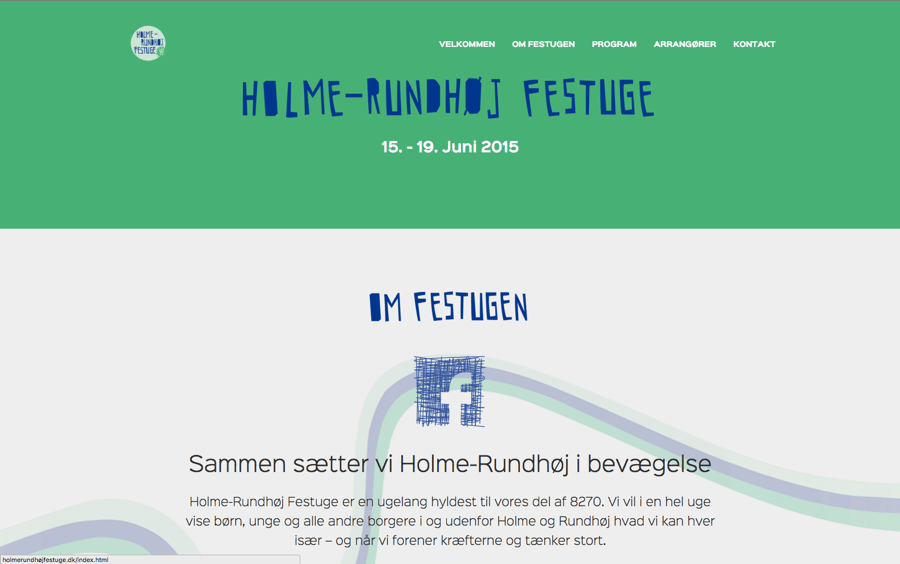 HOLME-
RUNDHØJ
FESTUGE
VELKOMMEN OM FESTUGEN PROGRAM ARRANGØRER KONTAKT
HOLME-RUNDHØJ FESTUGE
15. - 19. Juni 2015
OM FESTUGEN
f
Sammen sætter vi Holme-Rundhøj i bevægelse
Holme-Rundhøj Festuge er en ugelang hyldest til vores del af 8270. Vi vil i en hel uge
vise børn, unge og alle andre borgere i og udenfor Holme og Rundhøj hvad vi kan hver
især – og når vi forener kræfterne og tænker stort.
holmerundhøjfestuge.dk/index.html